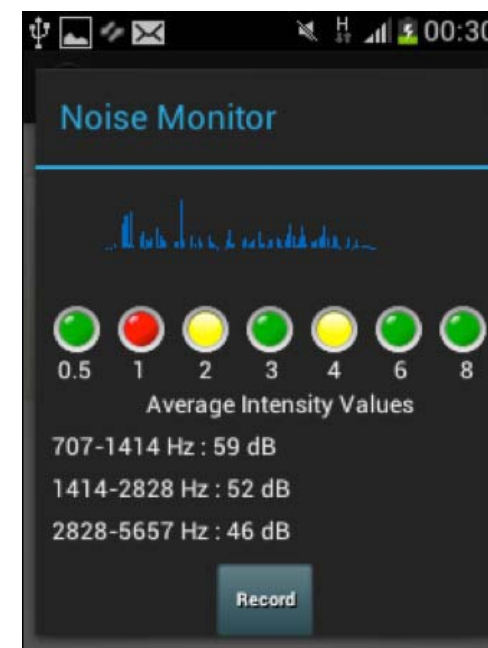 H 00:30
Noise Monitor
0.5 1 2 3 4 6 8
Average Intensity Values
707-1414 Hz : 59 dB
1414-2828 Hz : 52 dB
2828-5657 Hz : 46 dB
Record